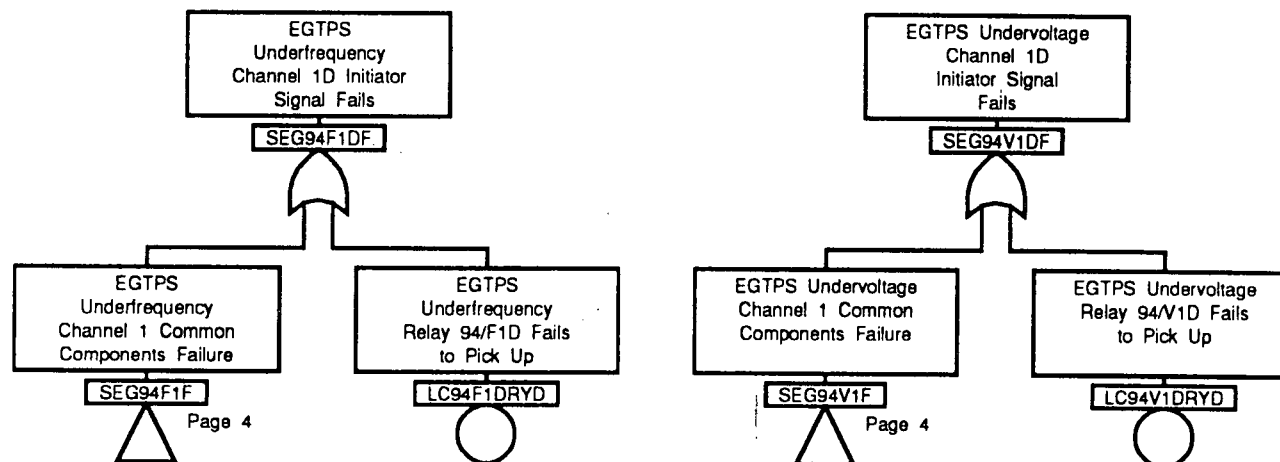 EGTPS
Underfrequency
Channel 1D Initiator
Signal Fails
SEG94F1DF
EGTPS Undervoltage
Channel 1D
Initiator Signal
Fails
SEG94V1DF
EGTPS
Underfrequency
Channel 1 Common
Components Failure
SEG94F1F
Page 4
EGTPS
Underfrequency
Relay 94/F1D Fails
to Pick Up
LC94F1DRYD
EGTPS Undervoltage
Channel 1 Common
Components Failure
SEG94V1F
Page 4
EGTPS Undervoltage
Relay 94/V1D Fails
to Pick Up
LC94V1DRYD